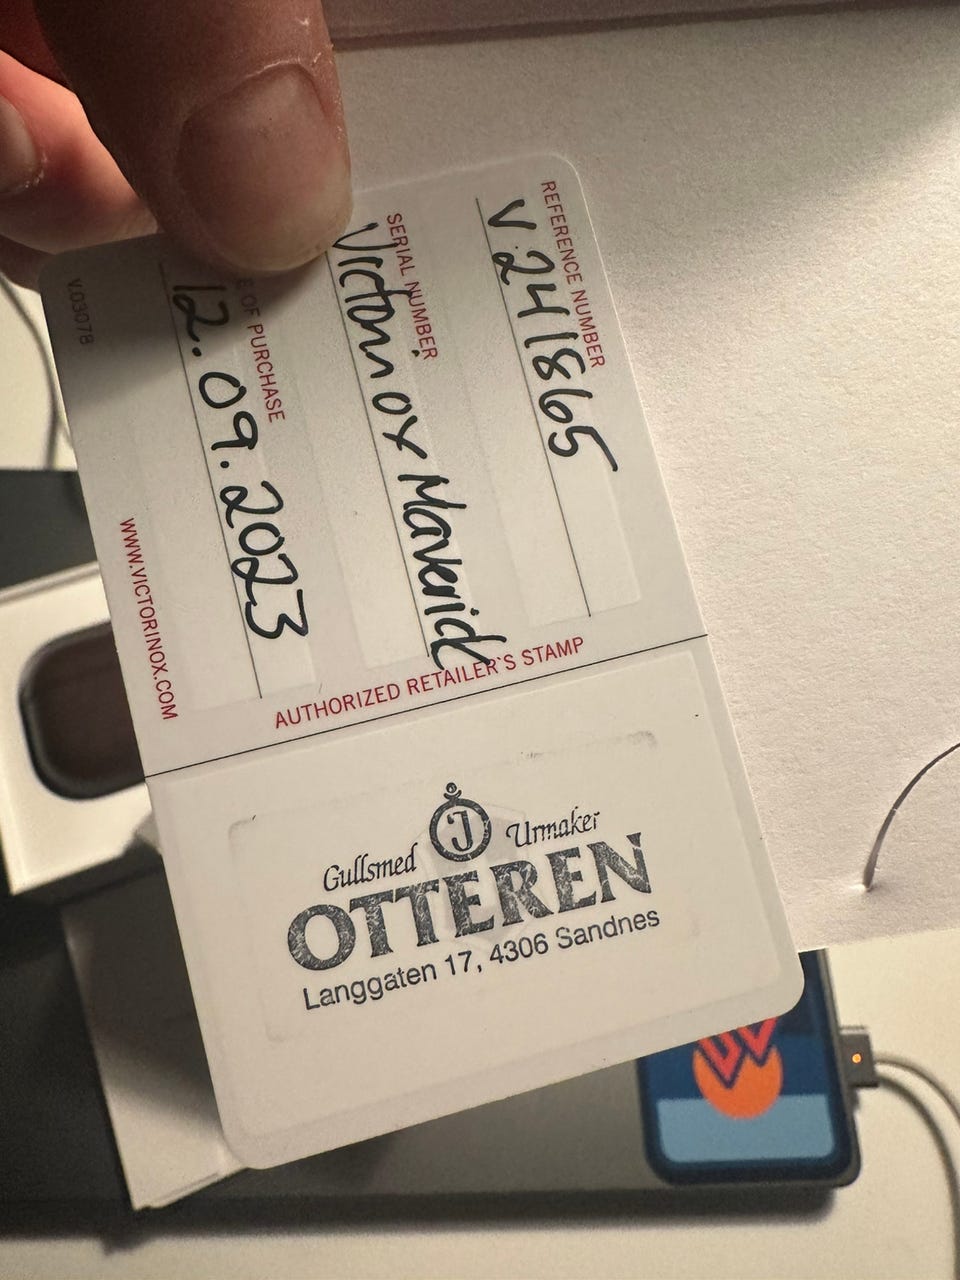 REFERENCE NUMBER
V 241865
SERIAL NUMBER
Victorinox Maverick
E OF PURCHASE
12.09.2023
V.03078
WWW.VICTORINOX.COM
AUTHORIZED RETAILER'S STAMP
J
Gullsmed Urmaker
OTTEREN
Langgaten 17, 4306 Sandnes